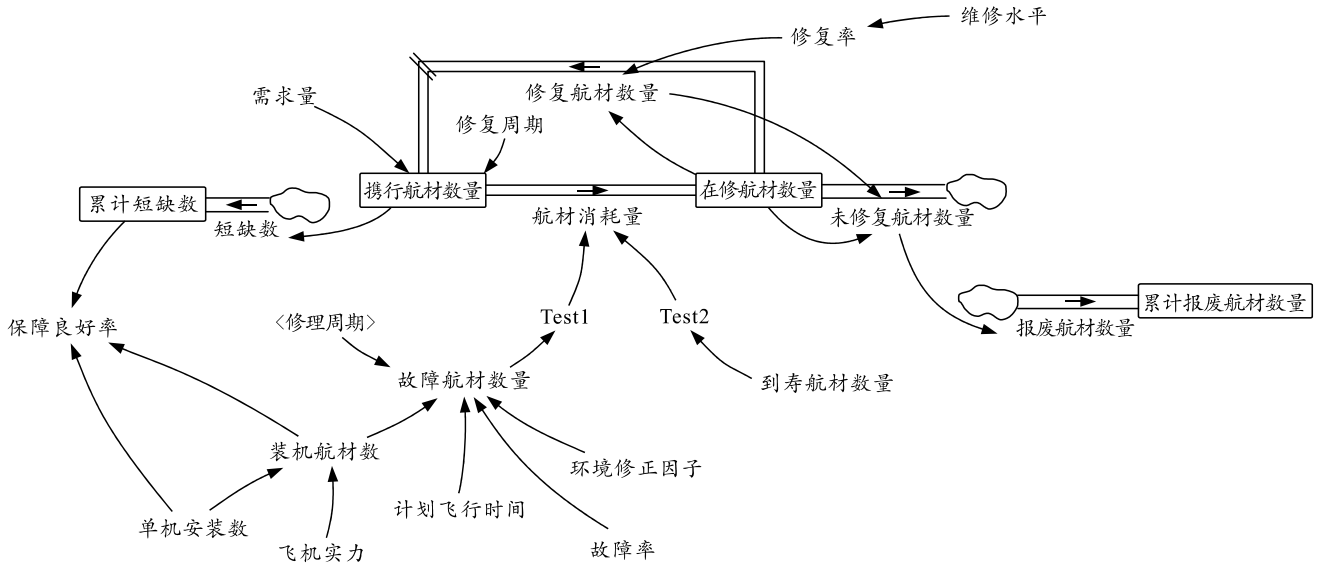 维修水平
修复率
修复航材数量
需求量
修复周期
携行航材数量
在修航材数量
累计短缺数
短缺数
航材消耗量
未修复航材数量
累计报废航材数量
报废航材数量
保障良好率
〈修理周期〉
Test1
Test2
故障航材数量
到寿航材数量
装机航材数
环境修正因子
计划飞行时间
单机安装数
飞机实力
故障率